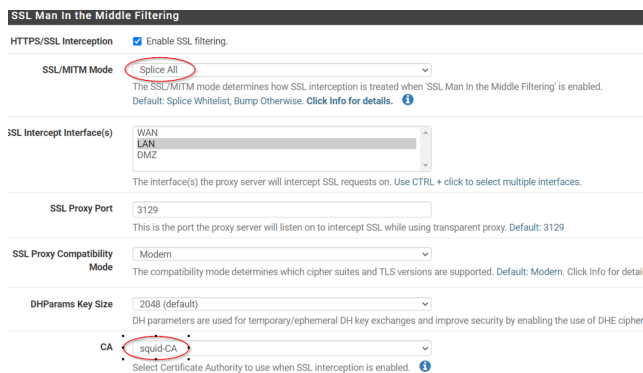 SSL Man In the Middle Filtering
HTTPS/SSL Interception Enable SSL filtering.
SSL/MITM Mode Splice All
The SSL/MITM mode determines how SSL interception is treated when 'SSL Man In the Middle Filtering' is enabled.
Default: Splice Whitelist, Bump Otherwise. Click Info for details.
SSL Intercept Interface(s) WAN
LAN
DMZ
The interface(s) the proxy server will intercept SSL requests on. Use CTRL + click to select multiple interfaces.
SSL Proxy Port 3129
This is the port the proxy server will listen on to intercept SSL while using transparent proxy. Default: 3129
SSL Proxy Compatibility Mode Modern
The compatibility mode determines which cipher suites and TLS versions are supported. Default: Modern. Click Info for detai
DHParams Key Size 2048 (default)
DH parameters are used for temporary/ephemeral DH key exchanges and improve security by enabling the use of DHE cipher
CA squid-CA
Select Certificate Authority to use when SSL interception is enabled.